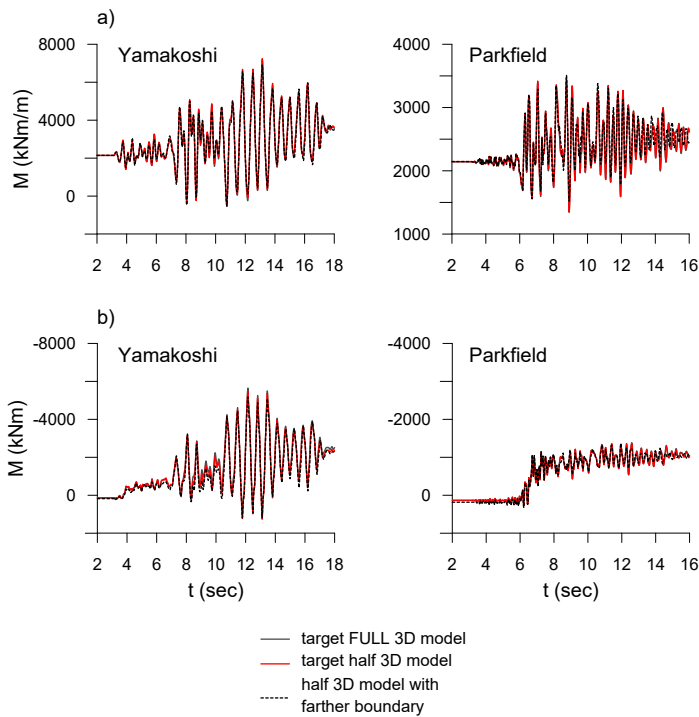 a)
Yamakoshi
Parkfield
M (kNm/m)
8000
4000
0
4000
3000
2000
1000
2 4 6 8 10 12 14 16 18
2 4 6 8 10 12 14 16
b)
Yamakoshi
Parkfield
M (kNm)
-8000
-4000
0
-4000
-2000
0
2 4 6 8 10 12 14 16 18
2 4 6 8 10 12 14 16
t (sec)
t (sec)
target FULL 3D model
target half 3D model
half 3D model with
farther boundary